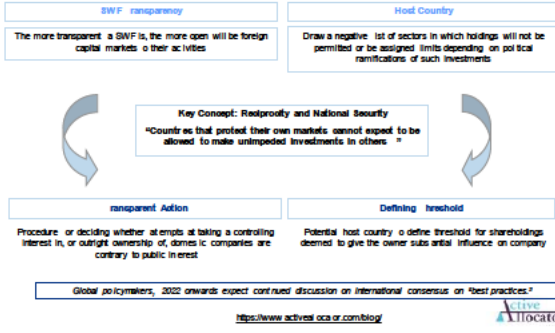 SWF ransparency
The more transparent a SWF is, the more open will be foreign
capital markets o their ac ivities
Host Country
Draw a negative ist of sectors in which holdings will not be
permitted or be assigned limits depending on political
ramifications of such investments
Key Concept: Reciprocity and National Security
“Countr es that protect their own markets cannot expect to be
allowed to make unimpeded investments in others ”
ransparent Action
Procedure or deciding whether at empts at taking a controlling
interest in, or outright ownership of, domes ic companies are
contrary to public in erest
Defining hreshold
Potential host country o define threshold for shareholdings
deemed to give the owner subs antial influence on company
Global policymakers, 2022 onwards expect continued discussion on international consensus on “best practices.”
https://www activealloca or.com/blog/
Active
Allocato